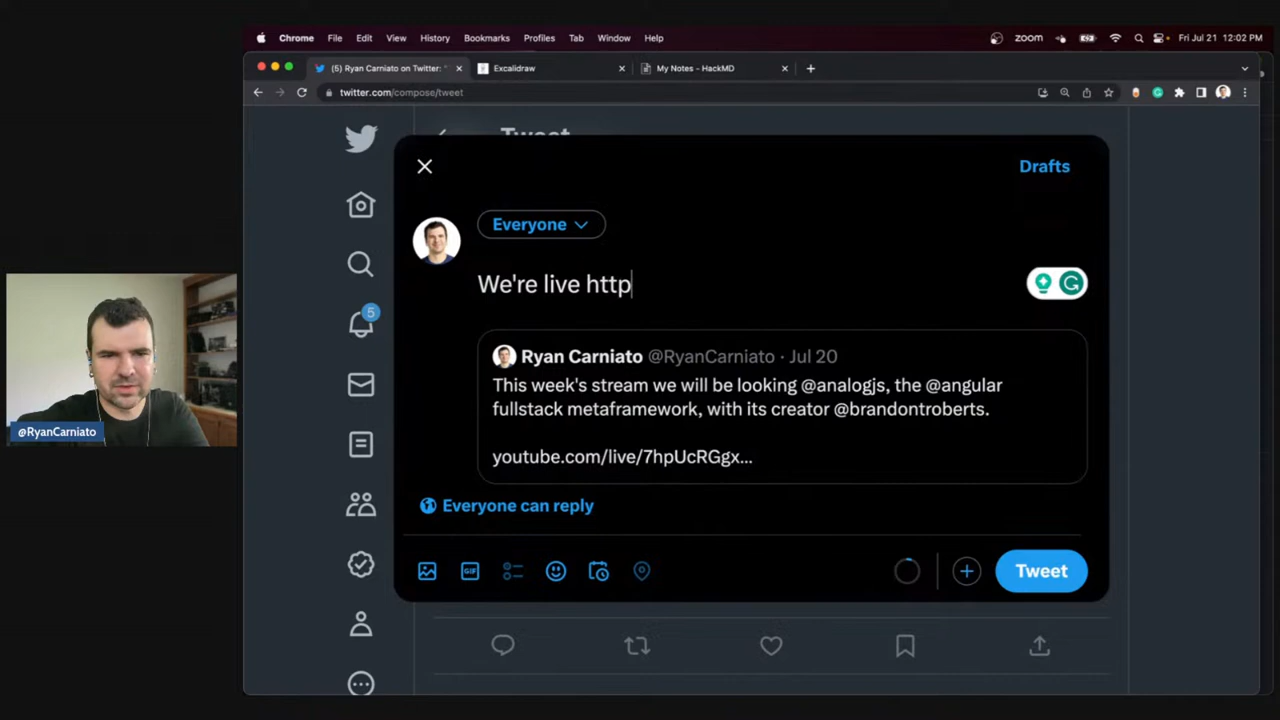 Chrome File Edit View History Bookmarks Profiles Tab Window Help
zoom Fri Jul 21 12:02 PM
(5) Ryan Carniato on Twitter: "
Excalidraw
My Notes - HackMD
twitter.com/compose/tweet
Tweet
Drafts
Everyone
We're live http
Ryan Carniato @RyanCarniato · Jul 20
This week's stream we will be looking @analogjs, the @angular
fullstack metaframework, with its creator @brandontroberts.
youtube.com/live/7hpUcRGgx...
Everyone can reply
GIF
Tweet
5
@RyanCarniato